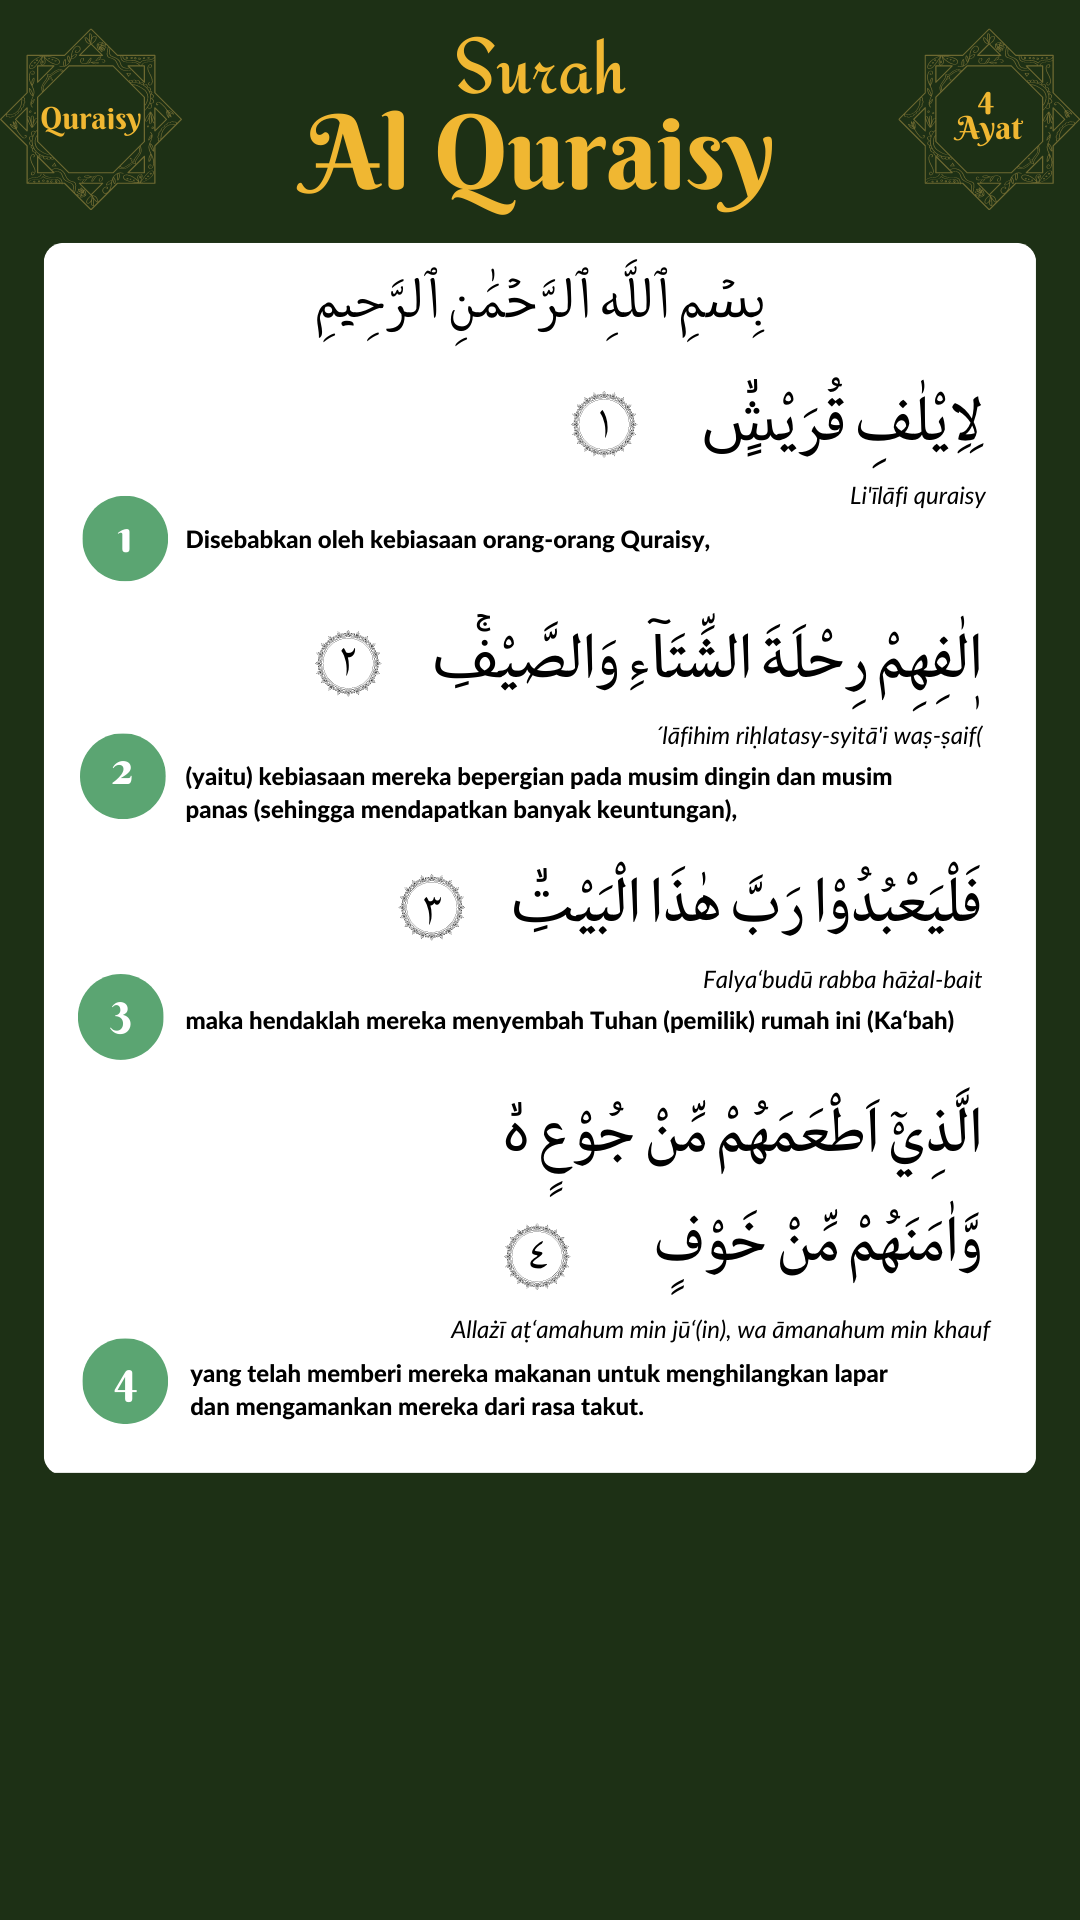 Surah
Al Quraisy
Quraisy
4
Ayat
بِسْمِ ٱللَّهِ ٱلرَّحْمَٰنِ ٱلرَّحِيمِ
لِاِيْلٰفِ قُرَيْشٍۙ ١
Li'īlāfi quraisy
1
Disebabkan oleh kebiasaan orang-orang Quraisy,
اٖلٰفِهِمْ رِحْلَةَ الشِّتَاۤءِ وَالصَّيْفِۚ ٢
´lāfihim riḥlatasy-syitā'i waṣ-ṣaif(
2
(yaitu) kebiasaan mereka bepergian pada musim dingin dan musim
panas (sehingga mendapatkan banyak keuntungan),
فَلْيَعْبُدُوْا رَبَّ هٰذَا الْبَيْتِۙ ٣
Falya‘budū rabba hāżal-bait
3
maka hendaklah mereka menyembah Tuhan (pemilik) rumah ini (Ka‘bah)
الَّذِيْٓ اَطْعَمَهُمْ مِّنْ جُوْعٍ ەۙ
وَّاٰمَنَهُمْ مِّنْ خَوْفٍ ٤
Allażī aṭ‘amahum min jū‘(in), wa āmanahum min khauf
4
yang telah memberi mereka makanan untuk menghilangkan lapar
dan mengamankan mereka dari rasa takut.